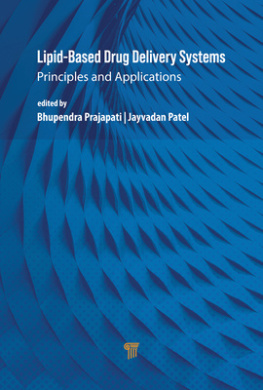 Lipid-Based Drug Delivery Systems
Principles and Applications
edited by
Bhupendra Prajapati | Jayvadan Patel